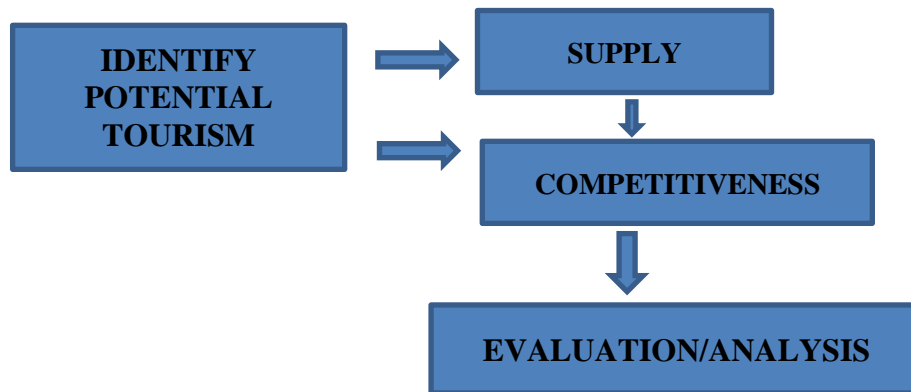 IDENTIFY
POTENTIAL
TOURISM
SUPPLY
COMPETITIVENESS
EVALUATION/ANALYSIS